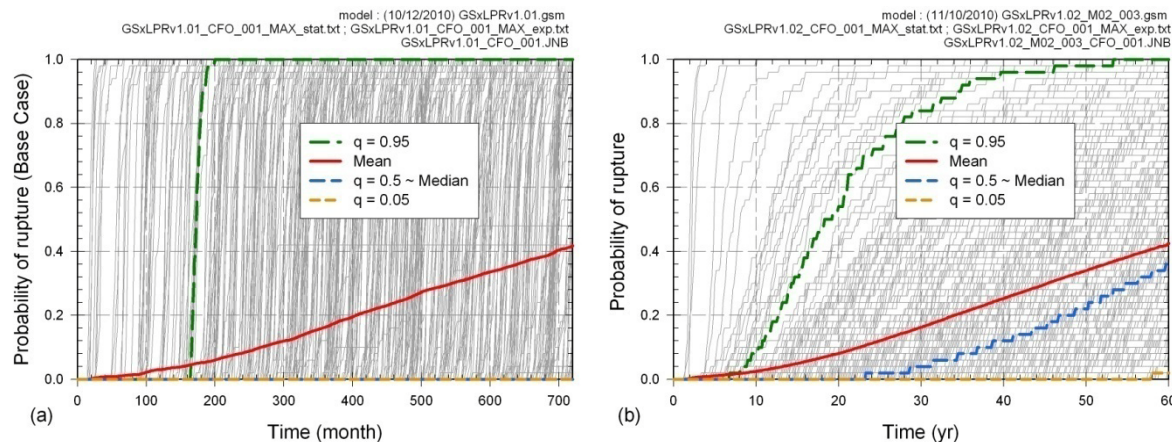 model : (10/12/2010) GSxLPRv1.01.gsm
GSxLPRv1.01_CFO_001_MAX_stat.txt ; GSxLPRv1.01_CFO_001_MAX_exp.txt
GSxLPRv1.01_CFO_001.JNB
Probability of rupture (Base Case)
1.0
0.8
0.6
0.4
0.2
0.0
q = 0.95
Mean
q = 0.5 ~ Median
q = 0.05
0 100 200 300 400 500 600 700
(a)
Time (month)
model : (11/10/2010) GSxLPRv1.02_M02_003.gsm
GSxLPRv1.02_CFO_001_MAX_stat.txt ; GSxLPRv1.02_CFO_001_MAX_exp.txt
GSxLPRv1.02_M02_003_CFO_001.JNB
Probability of rupture
1.0
0.8
0.6
0.4
0.2
0.0
q = 0.95
Mean
q = 0.5 ~ Median
q = 0.05
0 10 20 30 40 50 60
(b)
Time (yr)